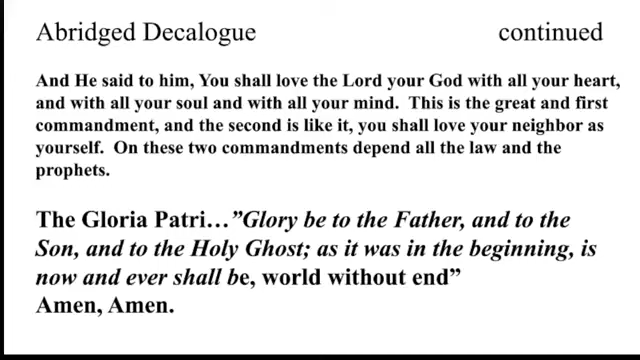 Abridged Decalogue continued
And He said to him, You shall love the Lord your God with all your heart,
and with all your soul and with all your mind.  This is the great and first
commandment, and the second is like it, you shall love your neighbor as
yourself.  On these two commandments depend all the law and the
prophets.
The Gloria Patri…”Glory be to the Father, and to the
Son, and to the Holy Ghost; as it was in the beginning, is
now and ever shall be, world without end”
Amen, Amen.